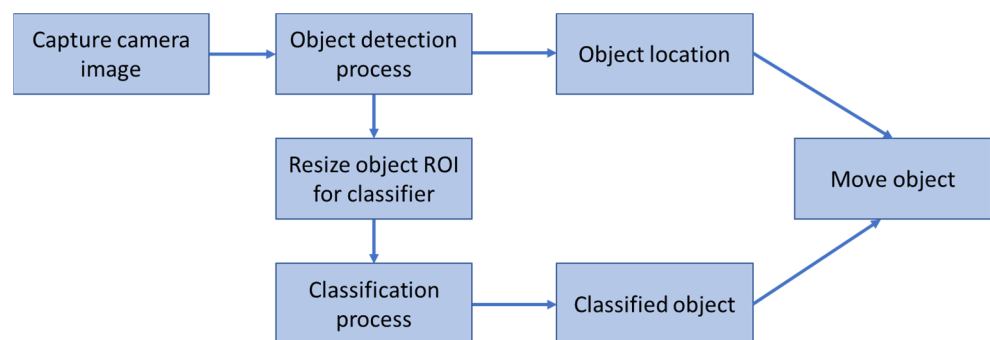 Capture camera
image
Object detection
process
Object location
Resize object ROI
for classifier
Move object
Classification
process
Classified object